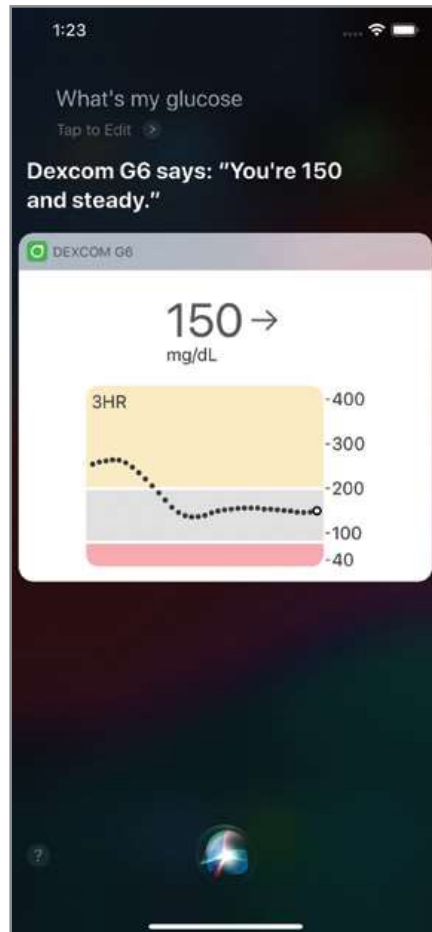 1:23
What's my glucose
Tap to Edit
Dexcom G6 says: “You're 150
and steady.”
DEXCOM G6
150 →
mg/dL
3HR
-400
-300
-200
-100
-40
?